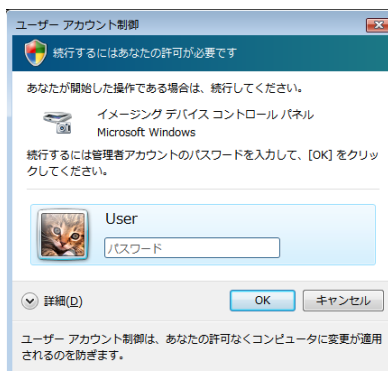 ユーザー アカウント制御
続行するにはあなたの許可が必要です
あなたが開始した操作である場合は、続行してください。
イメージング デバイス コントロール パネル
Microsoft Windows
続行するには管理者アカウントのパスワードを入力して、[OK] をクリッ
クしてください。
User
パスワード
詳細(D)
OK
キャンセル
ユーザー アカウント制御は、あなたの許可なくコンピュータに変更が適用
されるのを防ぎます。